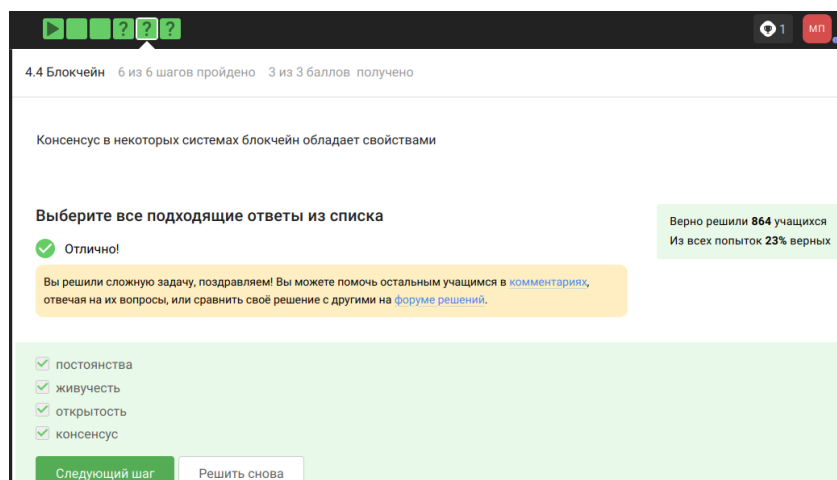 ? ? ?
1 МП
4.4 Блокчейн 6 из 6 шагов пройдено 3 из 3 баллов получено
Консенсус в некоторых системах блокчейн обладает свойствами
Выберите все подходящие ответы из списка
Верно решили 864 учащихся
Из всех попыток 23% верных
Отлично!
Вы решили сложную задачу, поздравляем! Вы можете помочь остальным учащимся в комментариях,
отвечая на их вопросы, или сравнить своё решение с другими на форуме решений.
постоянства
живучесть
открытость
консенсус
Следующий шаг Решить снова